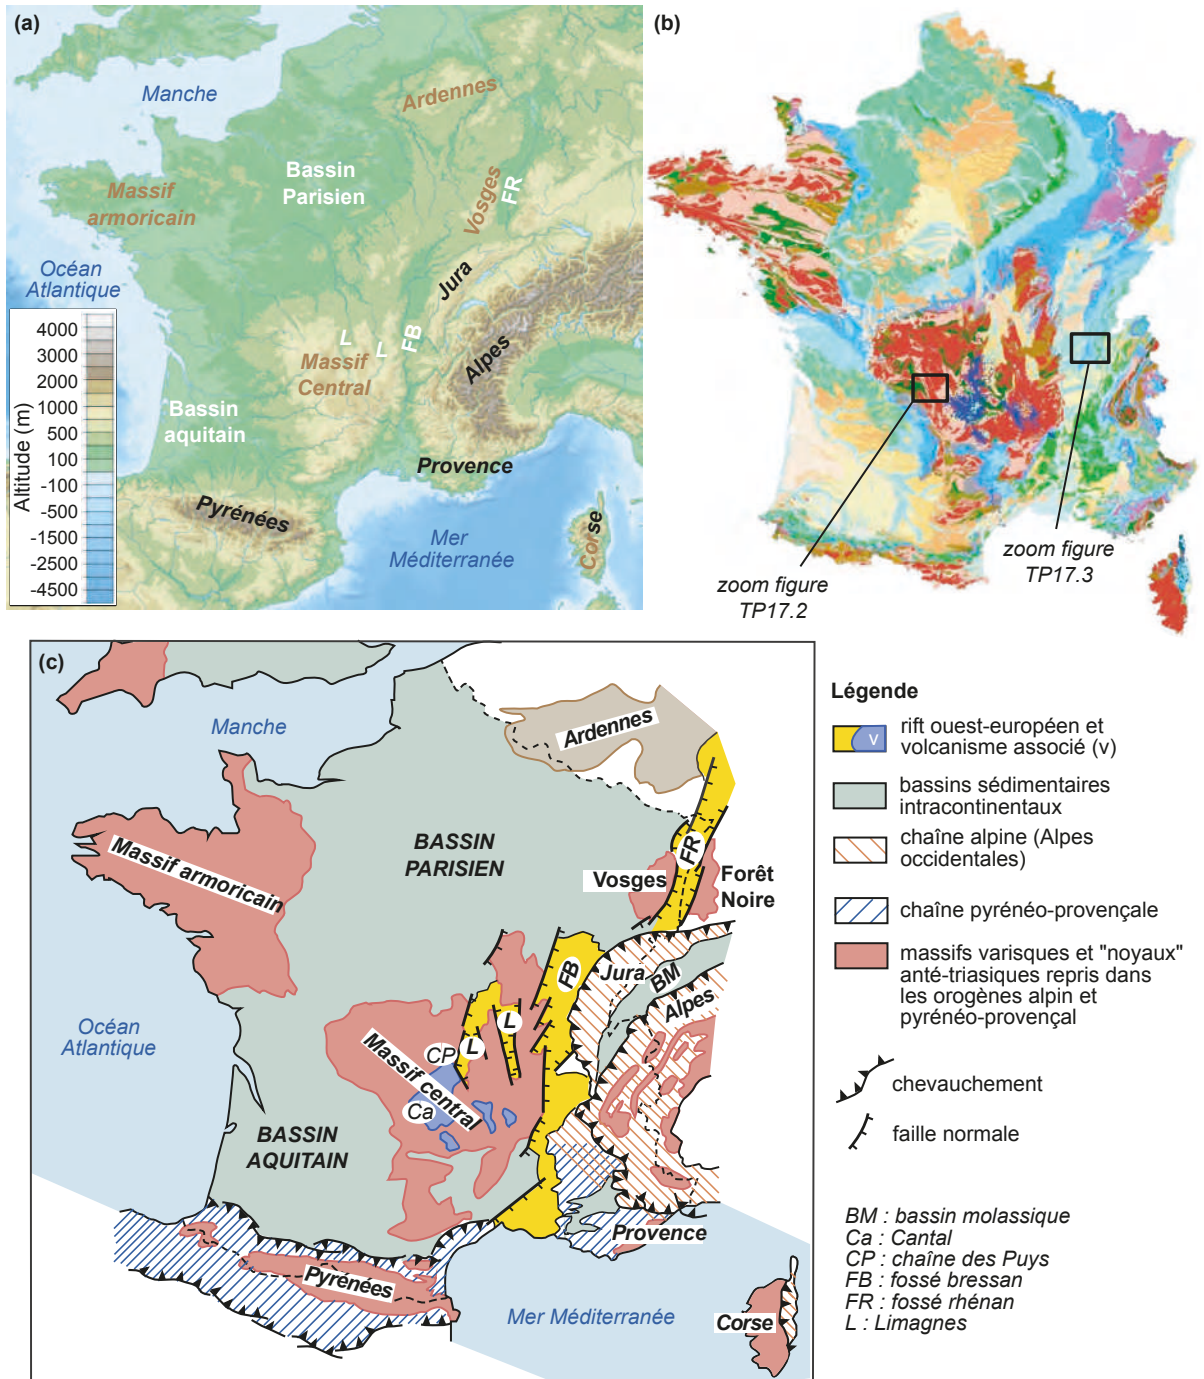 (a)
Manche
Ardennes
Bassin
Parisien
Massif
armoricain
Vosges
FR
Océan
Atlantique
Jura
L
L
FB
Massif
Central
Alpes
Bassin
aquitain
Provence
Pyrénées
Mer
Méditerranée
Corse
Altitude (m)
4000
3000
2000
1000
500
100
-100
-500
-1500
-2500
-4500
(b)
zoom figure
TP17.2
zoom figure
TP17.3
(c)
Manche
Ardennes
Massif armoricain
BASSIN
PARISIEN
FR
Vosges
Forêt
Noire
FB
Jura
BM
Alpes
L
L
CP
Massif central
Ca
Océan
Atlantique
BASSIN
AQUITAIN
Provence
Pyrénées
Mer Méditerranée
Corse
Légende
v
rift ouest-européen et
volcanisme associé (v)
bassins sédimentaires
intracontinentaux
chaîne alpine (Alpes
occidentales)
chaîne pyrénéo-provençale
massifs varisques et "noyaux"
anté-triasiques repris dans
les orogènes alpin et
pyrénéo-provençal
chevauchement
faille normale
BM : bassin molassique
Ca : Cantal
CP : chaîne des Puys
FB : fossé bressan
FR : fossé rhénan
L : Limagnes